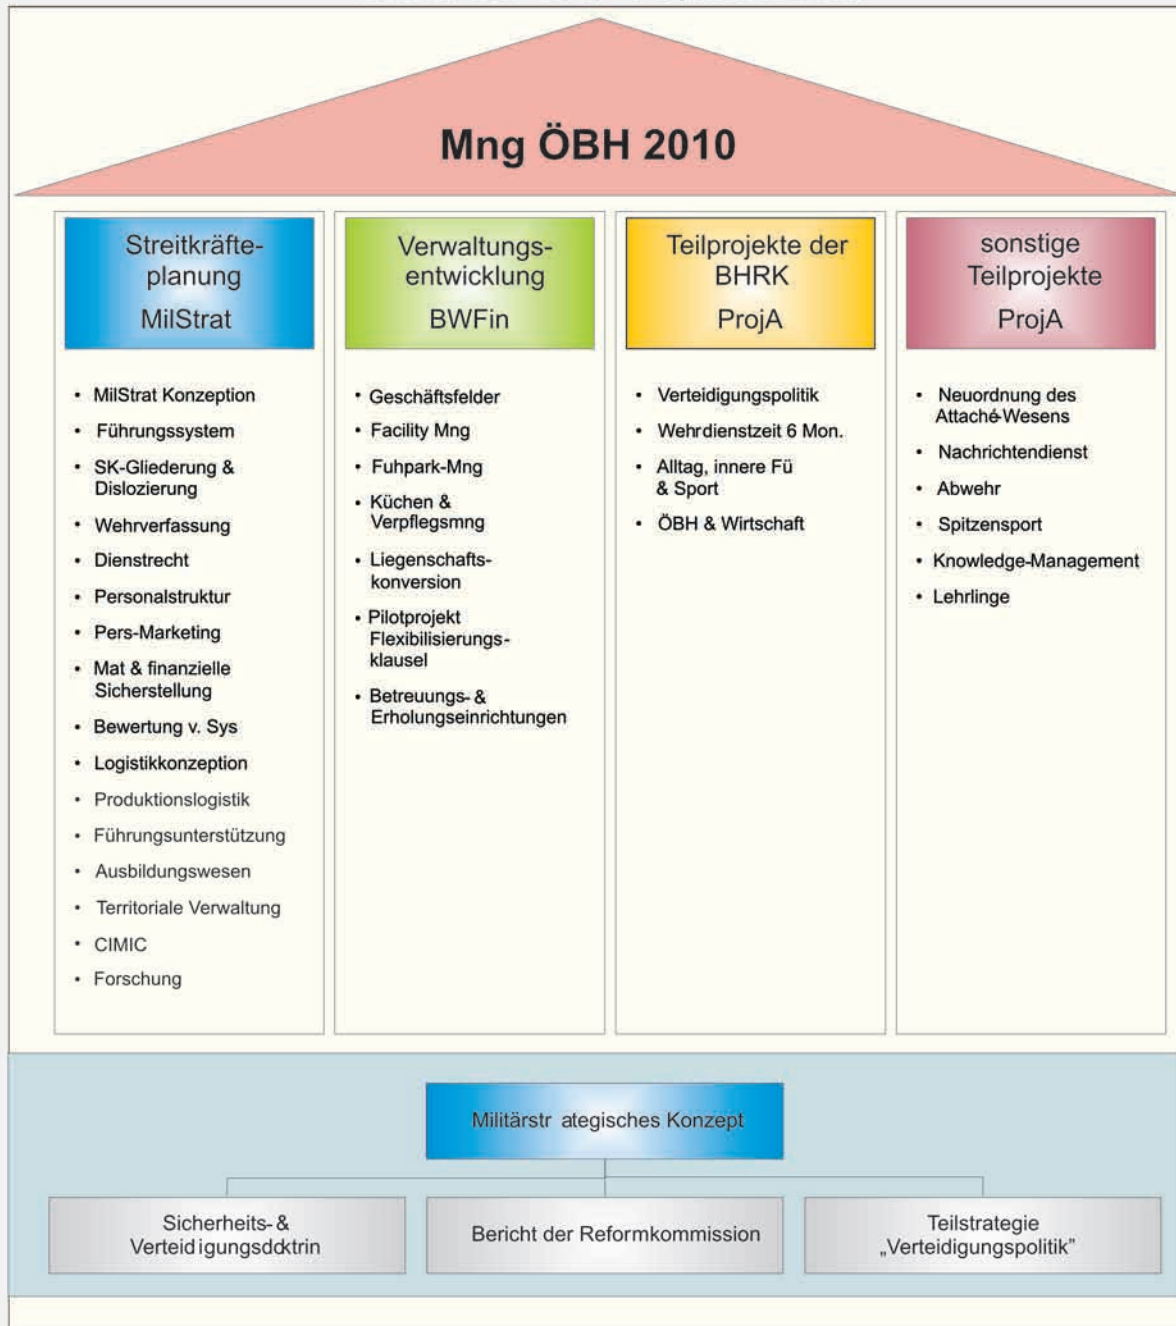 Mng ÖBH 2010
Streitkräfte-
planung
MilStrat
• MilStrat Konzeption
• Führungssystem
• SK-Gliederung &
Dislozierung
• Wehrverfassung
• Dienstrecht
• Personalstruktur
• Pers-Marketing
• Mat & finanzielle
Sicherstellung
• Bewertung v. Sys
• Logistikkonzeption
• Produktionslogistik
• Führungsunterstützung
• Ausbildungswesen
• Territoriale Verwaltung
• CIMIC
• Forschung
Verwaltungs-
entwicklung
BWFin
• Geschäftsfelder
• Facility Mng
• Fuhpark-Mng
• Küchen &
Verpflegsmng
• Liegenschafts-
konversion
• Pilotprojekt
Flexibilisierungs-
klausel
• Betreuungs- &
Erholungseinrichtungen
Teilprojekte der
BHRK
ProjA
• Verteidigungspolitik
• Wehrdienstzeit 6 Mon.
• Alltag, innere Fü
& Sport
• ÖBH & Wirtschaft
sonstige
Teilprojekte
ProjA
• Neuordnung des
Attaché-Wesens
• Nachrichtendienst
• Abwehr
• Spitzensport
• Knowledge-Management
• Lehrlinge
Militärstr ategisches Konzept
Sicherheits- &
Verteidigungsddktrin
Bericht der Reformkommission
Teilstrategie
„Verteidigungspolitik”